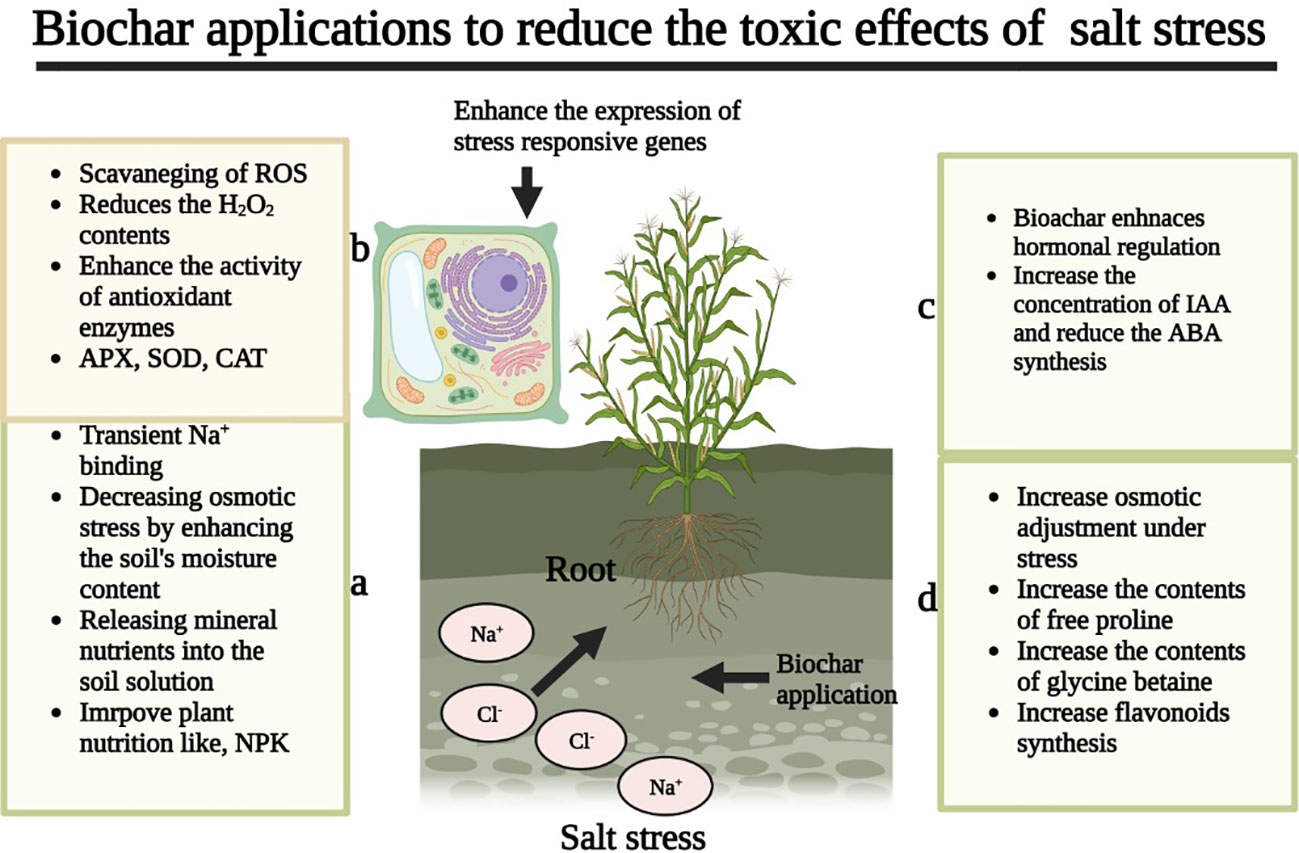 Biochar applications to reduce the toxic effects of salt stress
Enhance the expression of
stress responsive genes
• Scavaneging of ROS
• Reduces the H₂O₂
contents
• Enhance the activity
of antioxidant
enzymes
• APX, SOD, CAT
b
• Transient Na⁺
binding
• Decreasing osmotic
stress by enhancing
the soil's moisture
content
• Releasing mineral
nutrients into the
soil solution
• Imrpove plant
nutrition like, NPK
a
Root
Na⁺
Cl⁻
Cl⁻
Na⁺
Biochar
application
Salt stress
c
• Bioachar enhnaces
hormonal regulation
• Increase the
concentration of IAA
and reduce the ABA
synthesis
d
• Increase osmotic
adjustment under
stress
• Increase the contents
of free proline
• Increase the contents
of glycine betaine
• Increase flavonoids
synthesis